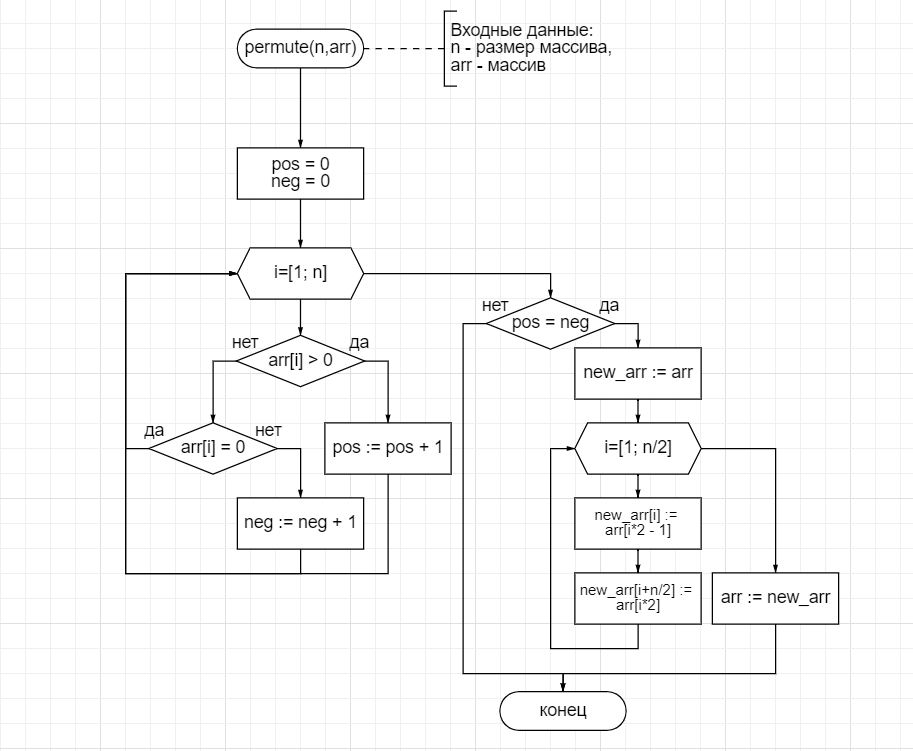 permute(n,arr)
Входные данные:
n - размер массива,
arr - массив
pos = 0
neg = 0
i=[1; n]
нет
да
arr[i] > 0
да
нет
arr[i] = 0
pos := pos + 1
neg := neg + 1
нет
да
pos = neg
new_arr := arr
i=[1; n/2]
new_arr[i] :=
arr[i*2 - 1]
new_arr[i+n/2] :=
arr[i*2]
arr := new_arr
конец